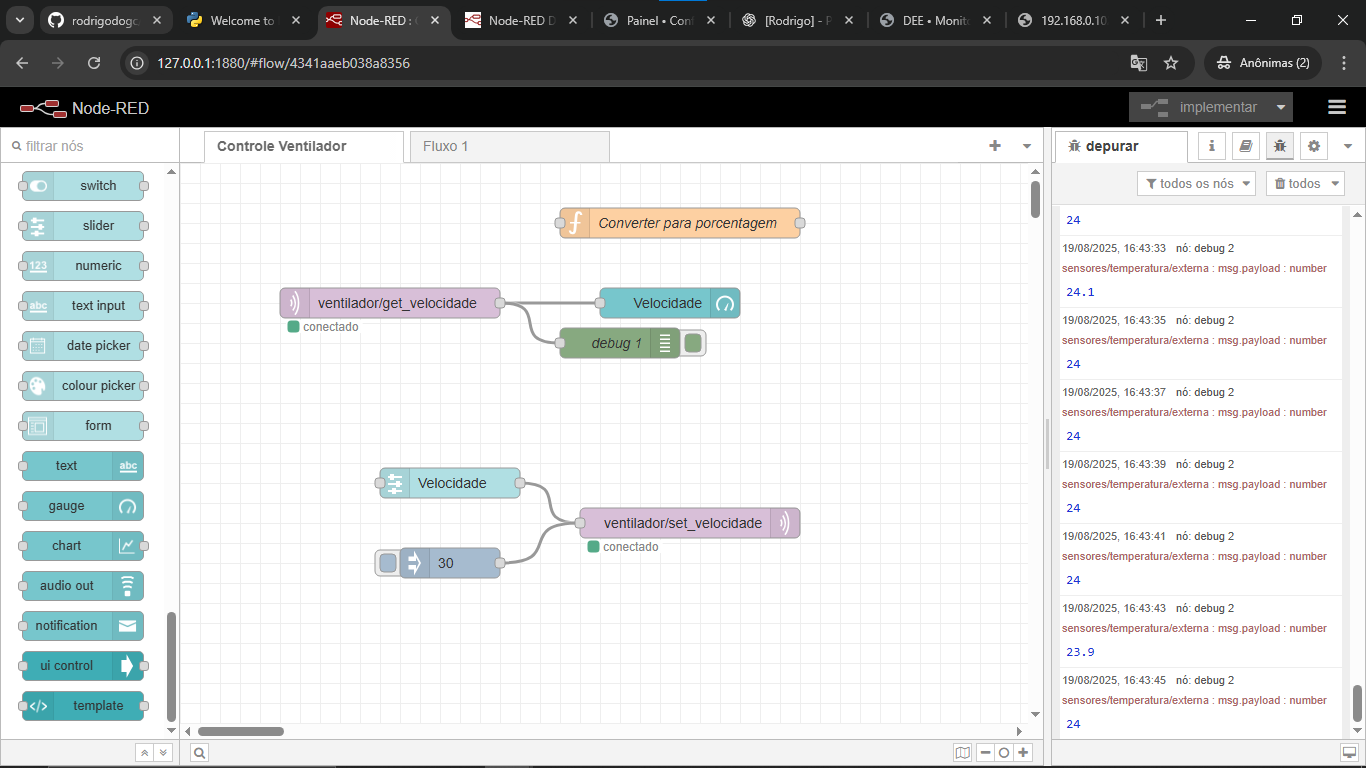 rodrigodogc
Welcome to
Node-RED :
Node-RED D
Painel • Con
[Rodrigo] - P
DEE • Monit
192.168.0.10
127.0.0.1:1880/#flow/4341aaeb038a8356
Anônimas (2)
Node-RED
implementar
filtrar nós
Controle Ventilador
Fluxo 1
depurar
todos os nós
todos
switch
slider
numeric
123
text input
abc
date picker
colour picker
form
text
abc
gauge
chart
audio out
notification
ui control
template
Converter para porcentagem
ventilador/get_velocidade
conectado
Velocidade
debug 1
Velocidade
ventilador/set_velocidade
conectado
30
24
19/08/2025, 16:43:33 nó: debug 2
sensores/temperatura/externa : msg.payload : number
24.1
19/08/2025, 16:43:35 nó: debug 2
sensores/temperatura/externa : msg.payload : number
24
19/08/2025, 16:43:37 nó: debug 2
sensores/temperatura/externa : msg.payload : number
24
19/08/2025, 16:43:39 nó: debug 2
sensores/temperatura/externa : msg.payload : number
24
19/08/2025, 16:43:41 nó: debug 2
sensores/temperatura/externa : msg.payload : number
24
19/08/2025, 16:43:43 nó: debug 2
sensores/temperatura/externa : msg.payload : number
23.9
19/08/2025, 16:43:45 nó: debug 2
sensores/temperatura/externa : msg.payload : number
24